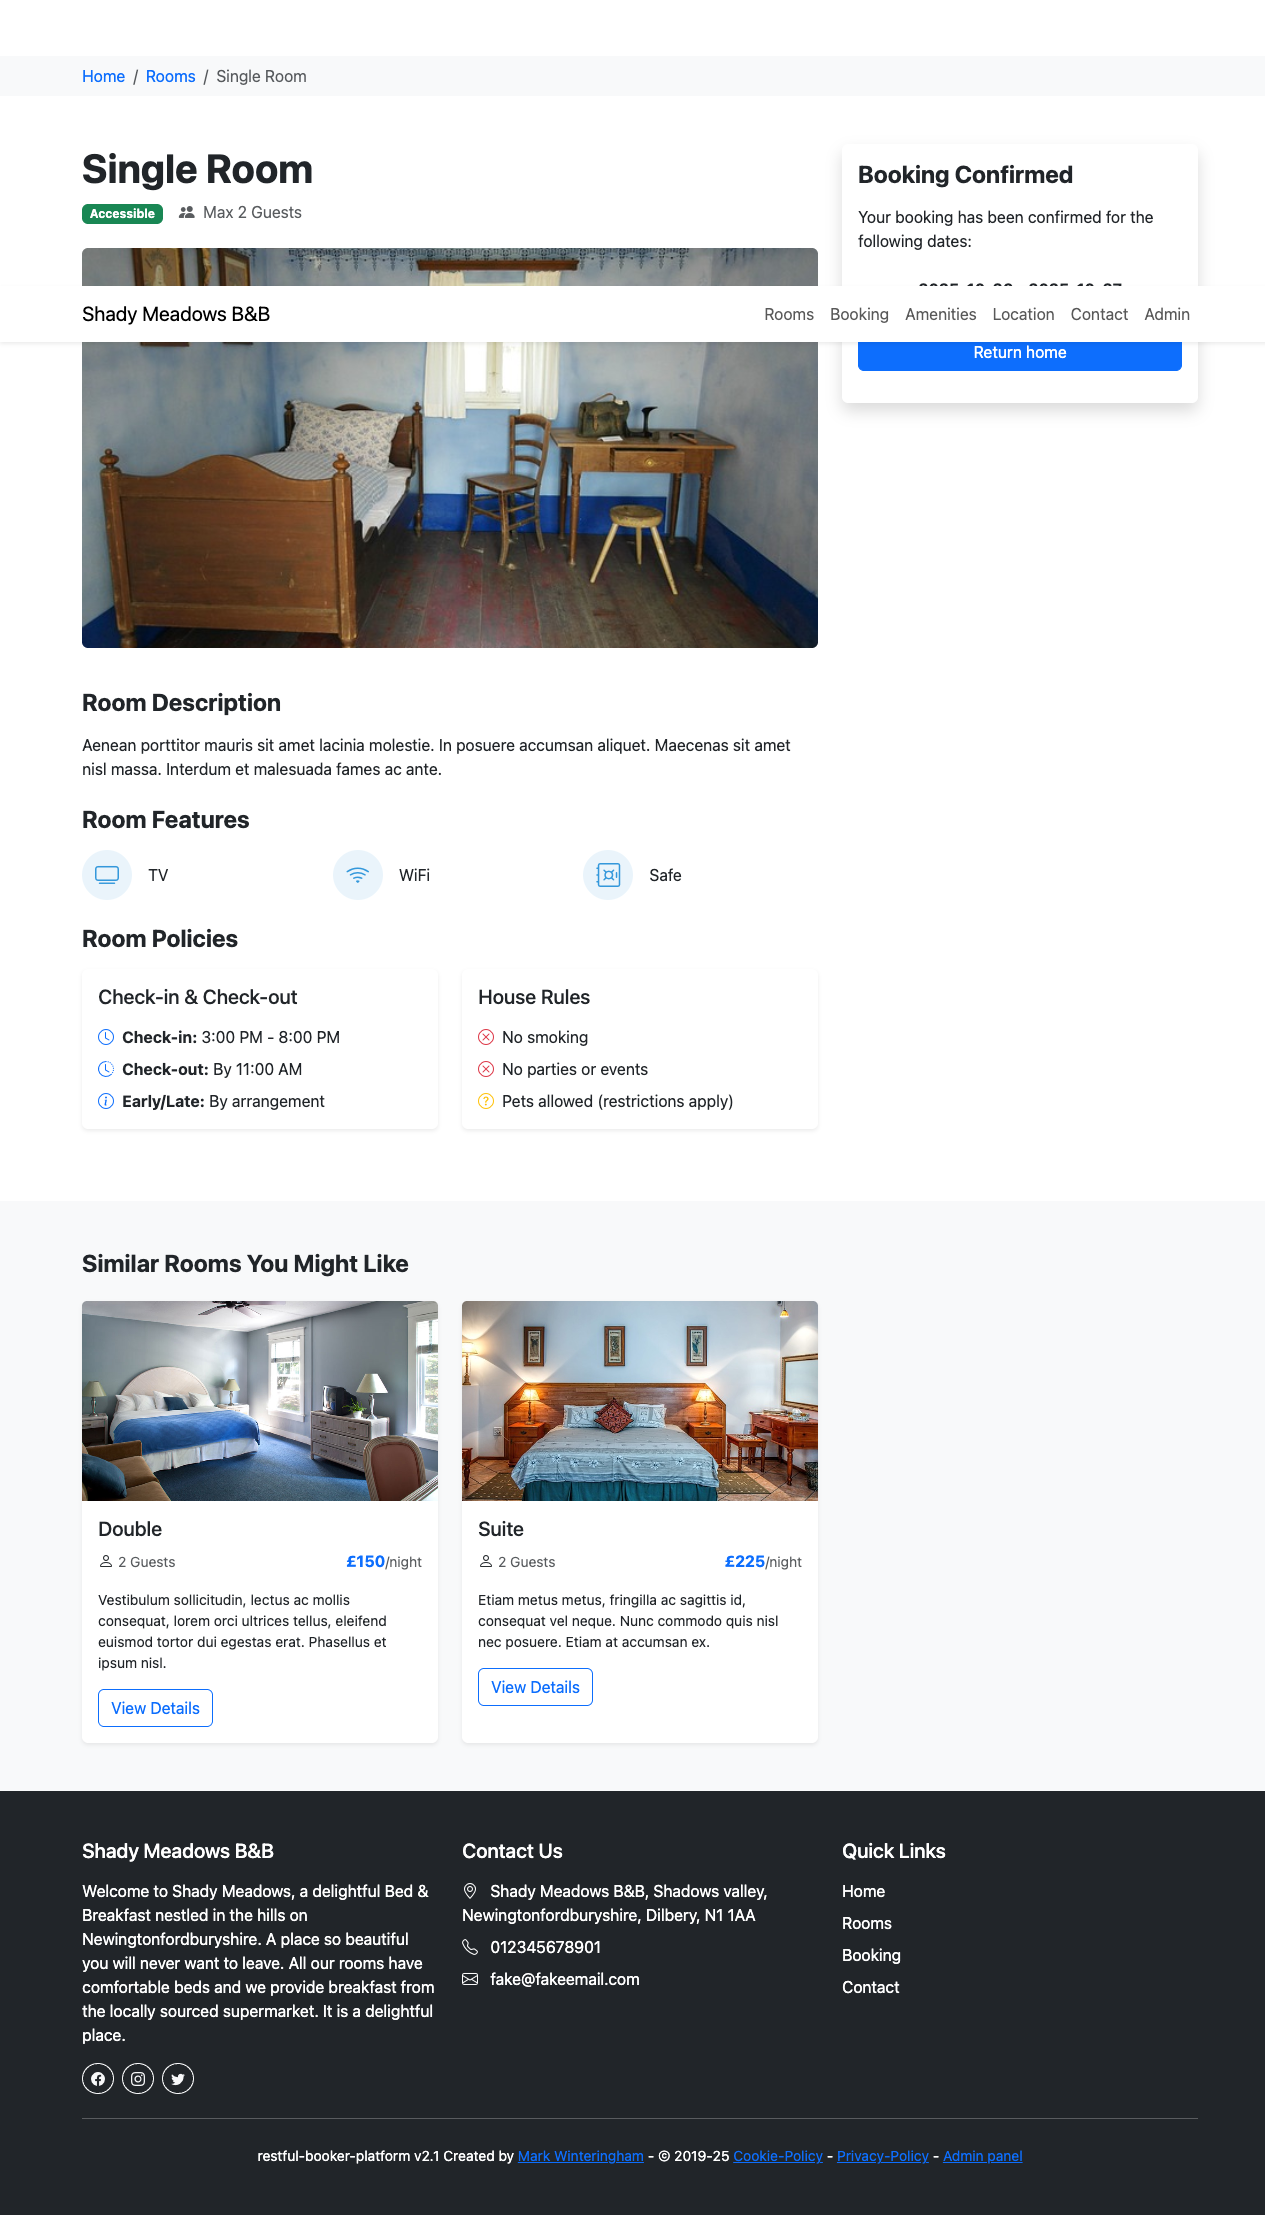 Home / Rooms / Single Room
Single Room
Accessible Max 2 Guests
Booking Confirmed
Your booking has been confirmed for the
following dates:
Shady Meadows B&B
Rooms Booking Amenities Location Contact Admin
Return home
Room Description
Aenean porttitor mauris sit amet lacinia molestie. In posuere accumsan aliquet. Maecenas sit amet
nisl massa. Interdum et malesuada fames ac ante.
Room Features
TV
WiFi
Safe
Room Policies
Check-in & Check-out
Check-in: 3:00 PM - 8:00 PM
Check-out: By 11:00 AM
Early/Late: By arrangement
House Rules
No smoking
No parties or events
Pets allowed (restrictions apply)
Similar Rooms You Might Like
Double
2 Guests £150/night
Vestibulum sollicitudin, lectus ac mollis
consequat, lorem orci ultrices tellus, eleifend
euismod tortor dui egestas erat. Phasellus et
ipsum nisl.
View Details
Suite
2 Guests £225/night
Etiam metus metus, fringilla ac sagittis id,
consequat vel neque. Nunc commodo quis nisl
nec posuere. Etiam at accumsan ex.
View Details
Shady Meadows B&B
Welcome to Shady Meadows, a delightful Bed &
Breakfast nestled in the hills on
Newingtonfordburyshire. A place so beautiful
you will never want to leave. All our rooms have
comfortable beds and we provide breakfast from
the locally sourced supermarket. It is a delightful
place.
Contact Us
Shady Meadows B&B, Shadows valley,
Newingtonfordburyshire, Dilbery, N1 1AA
012345678901
fake@fakeemail.com
Quick Links
Home
Rooms
Booking
Contact
restful-booker-platform v2.1 Created by Mark Winteringham - © 2019-25 Cookie-Policy - Privacy-Policy - Admin panel